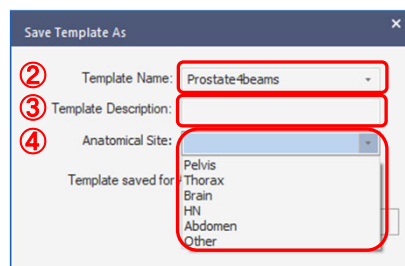 Save Template As ×
② Template Name: Prostate4beams
③ Template Description:
④ Anatomical Site:
Pelvis
Template saved for Thorax
Brain
HN
Abdomen
Other